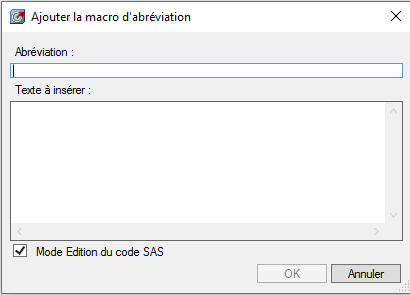 Ajouter la macro d'abréviation
Abréviation :
Texte à insérer :
Mode Edition du code SAS
OK
Annuler